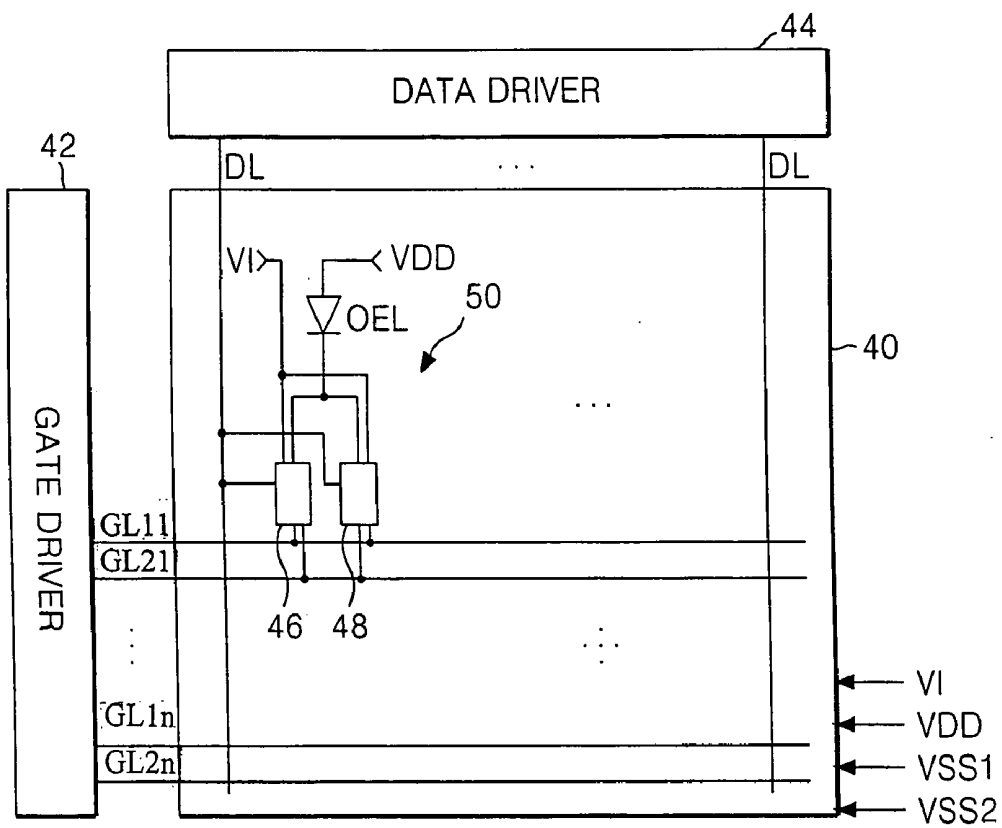 44
DATA DRIVER
42
DL
...
DL
VI
VDD
50
OEL
40
...
GATE DRIVER
GL11
GL21
46
48
VI
GL1n
VDD
GL2n
VSS1
VSS2